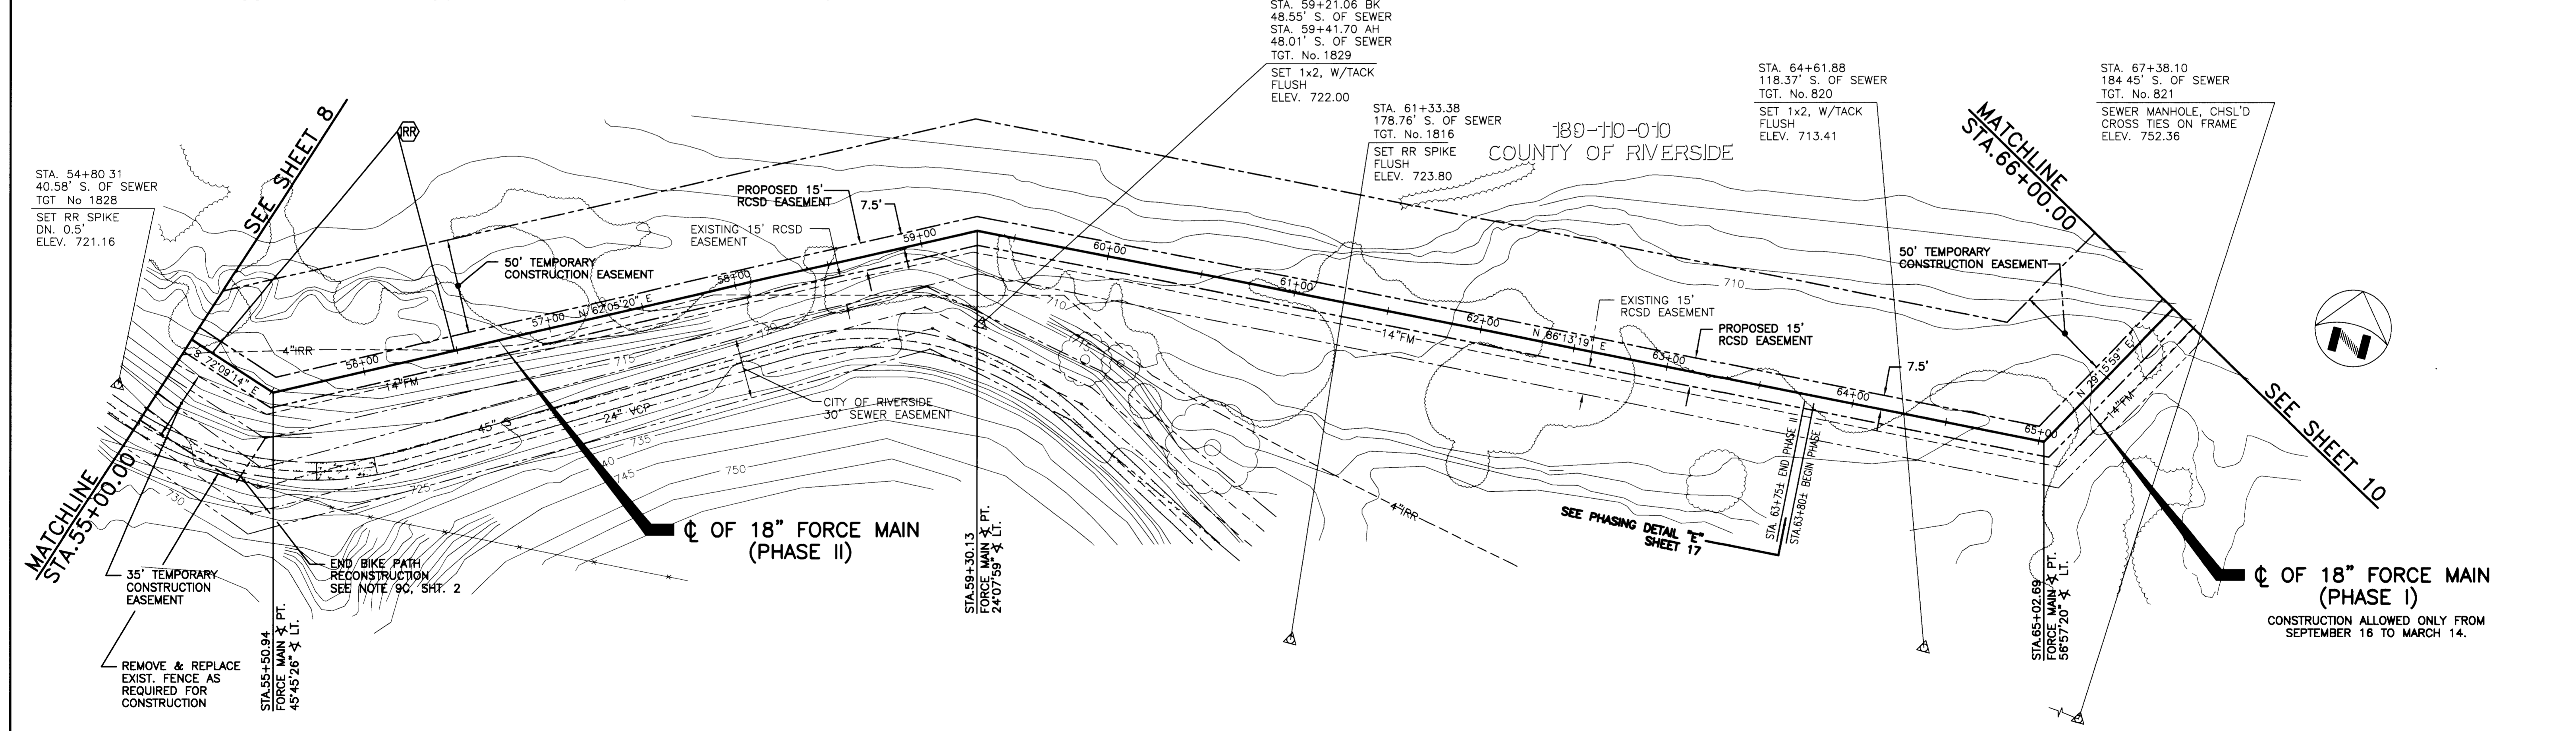 STA. 59+21.06 BK
48.55' S. OF SEWER
STA. 59+41.70 AH
48.01' S. OF SEWER
TGT. No. 1829
SET 1x2, W/TACK
FLUSH
ELEV. 722.00
STA. 64+61.88
118.37' S. OF SEWER
TGT. No. 820
SET 1x2, W/TACK
FLUSH
ELEV. 713.41
STA. 67+38.10
184 45' S. OF SEWER
TGT. No. 821
SEWER MANHOLE, CHSL'D
CROSS TIES ON FRAME
ELEV. 752.36
STA. 61+33.38
178.76' S. OF SEWER
TGT. No. 1816
SET RR SPIKE
FLUSH
ELEV. 723.80
189-110-010
COUNTY OF RIVERSIDE
MATCHLINE
STA.66+00.00
SEE SHEET 8
IRR
STA. 54+80 31
40.58' S. OF SEWER
TGT No 1828
SET RR SPIKE
DN. 0.5'
ELEV. 721.16
PROPOSED 15'
RCSD EASEMENT
7.5'
EXISTING 15' RCSD
EASEMENT
59+00
60+00
50' TEMPORARY
CONSTRUCTION EASEMENT
50' TEMPORARY
CONSTRUCTION EASEMENT
58+00
61+00
710
710
57+00
N 62°05'20" E
EXISTING 15'
RCSD EASEMENT
62+00
N 86°13'19" E
PROPOSED 15'
RCSD EASEMENT
14"FM
63+00
N
720
715
715
4"IRR
56+00
S 72°09'14" E
14"FM
7.5'
64+00
N 29°15'59" E
14"FM
65+00
CITY OF RIVERSIDE
30' SEWER EASEMENT
45" S
24" VCP
735
740
745
750
725
730
MATCHLINE
STA.55+00.00
SEE SHEET 10
4"IRR
STA. 63+75± END PHASE II
STA.63+80± BEGIN PHASE I
SEE PHASING DETAIL "E"
SHEET 17
℄ OF 18" FORCE MAIN
(PHASE II)
STA.59+30.13
FORCE MAIN ∡ PT.
24°07'59" ∡ LT.
END BIKE PATH
RECONSTRUCTION
SEE NOTE 9C, SHT. 2
35' TEMPORARY
CONSTRUCTION
EASEMENT
℄ OF 18" FORCE MAIN
(PHASE I)
CONSTRUCTION ALLOWED ONLY FROM
SEPTEMBER 16 TO MARCH 14.
STA.65+02.69
FORCE MAIN ∡ PT.
56°57'20" ∡ LT.
STA.55+50.94
FORCE MAIN ∡ PT.
45°45'26" ∡ LT.
REMOVE & REPLACE
EXIST. FENCE AS
REQUIRED FOR
CONSTRUCTION